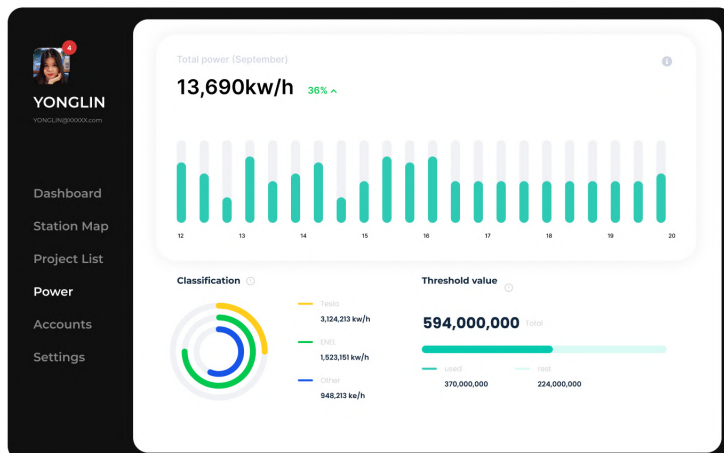 4
YONGLIN
YONGLIN@XXXXX.com
Dashboard
Station Map
Project List
Power
Accounts
Settings
Total power (September)
13,690kw/h 36%
12 13 14 15 16 17 18 19 20
Classification
Tesla
3,124,213 kw/h
END.
1,523,151 kw/h
Other
948,213 ke/h
Threshold value
594,000,000 Total
used rest
370,000,000 224,000,000